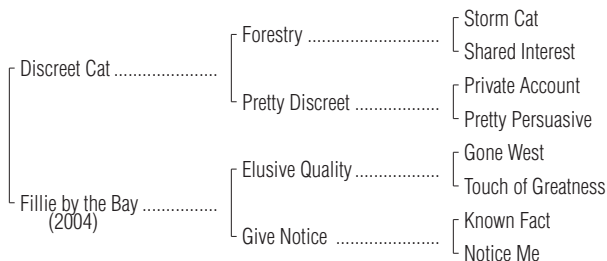 Storm Cat
Forestry ..............................
Shared Interest
Discreet Cat .......................
Private Account
Pretty Discreet ...................
Pretty Persuasive
Gone West
Elusive Quality ...................
Touch of Greatness
Fillie by the Bay .................
(2004)
Known Fact
Give Notice .......................
Notice Me